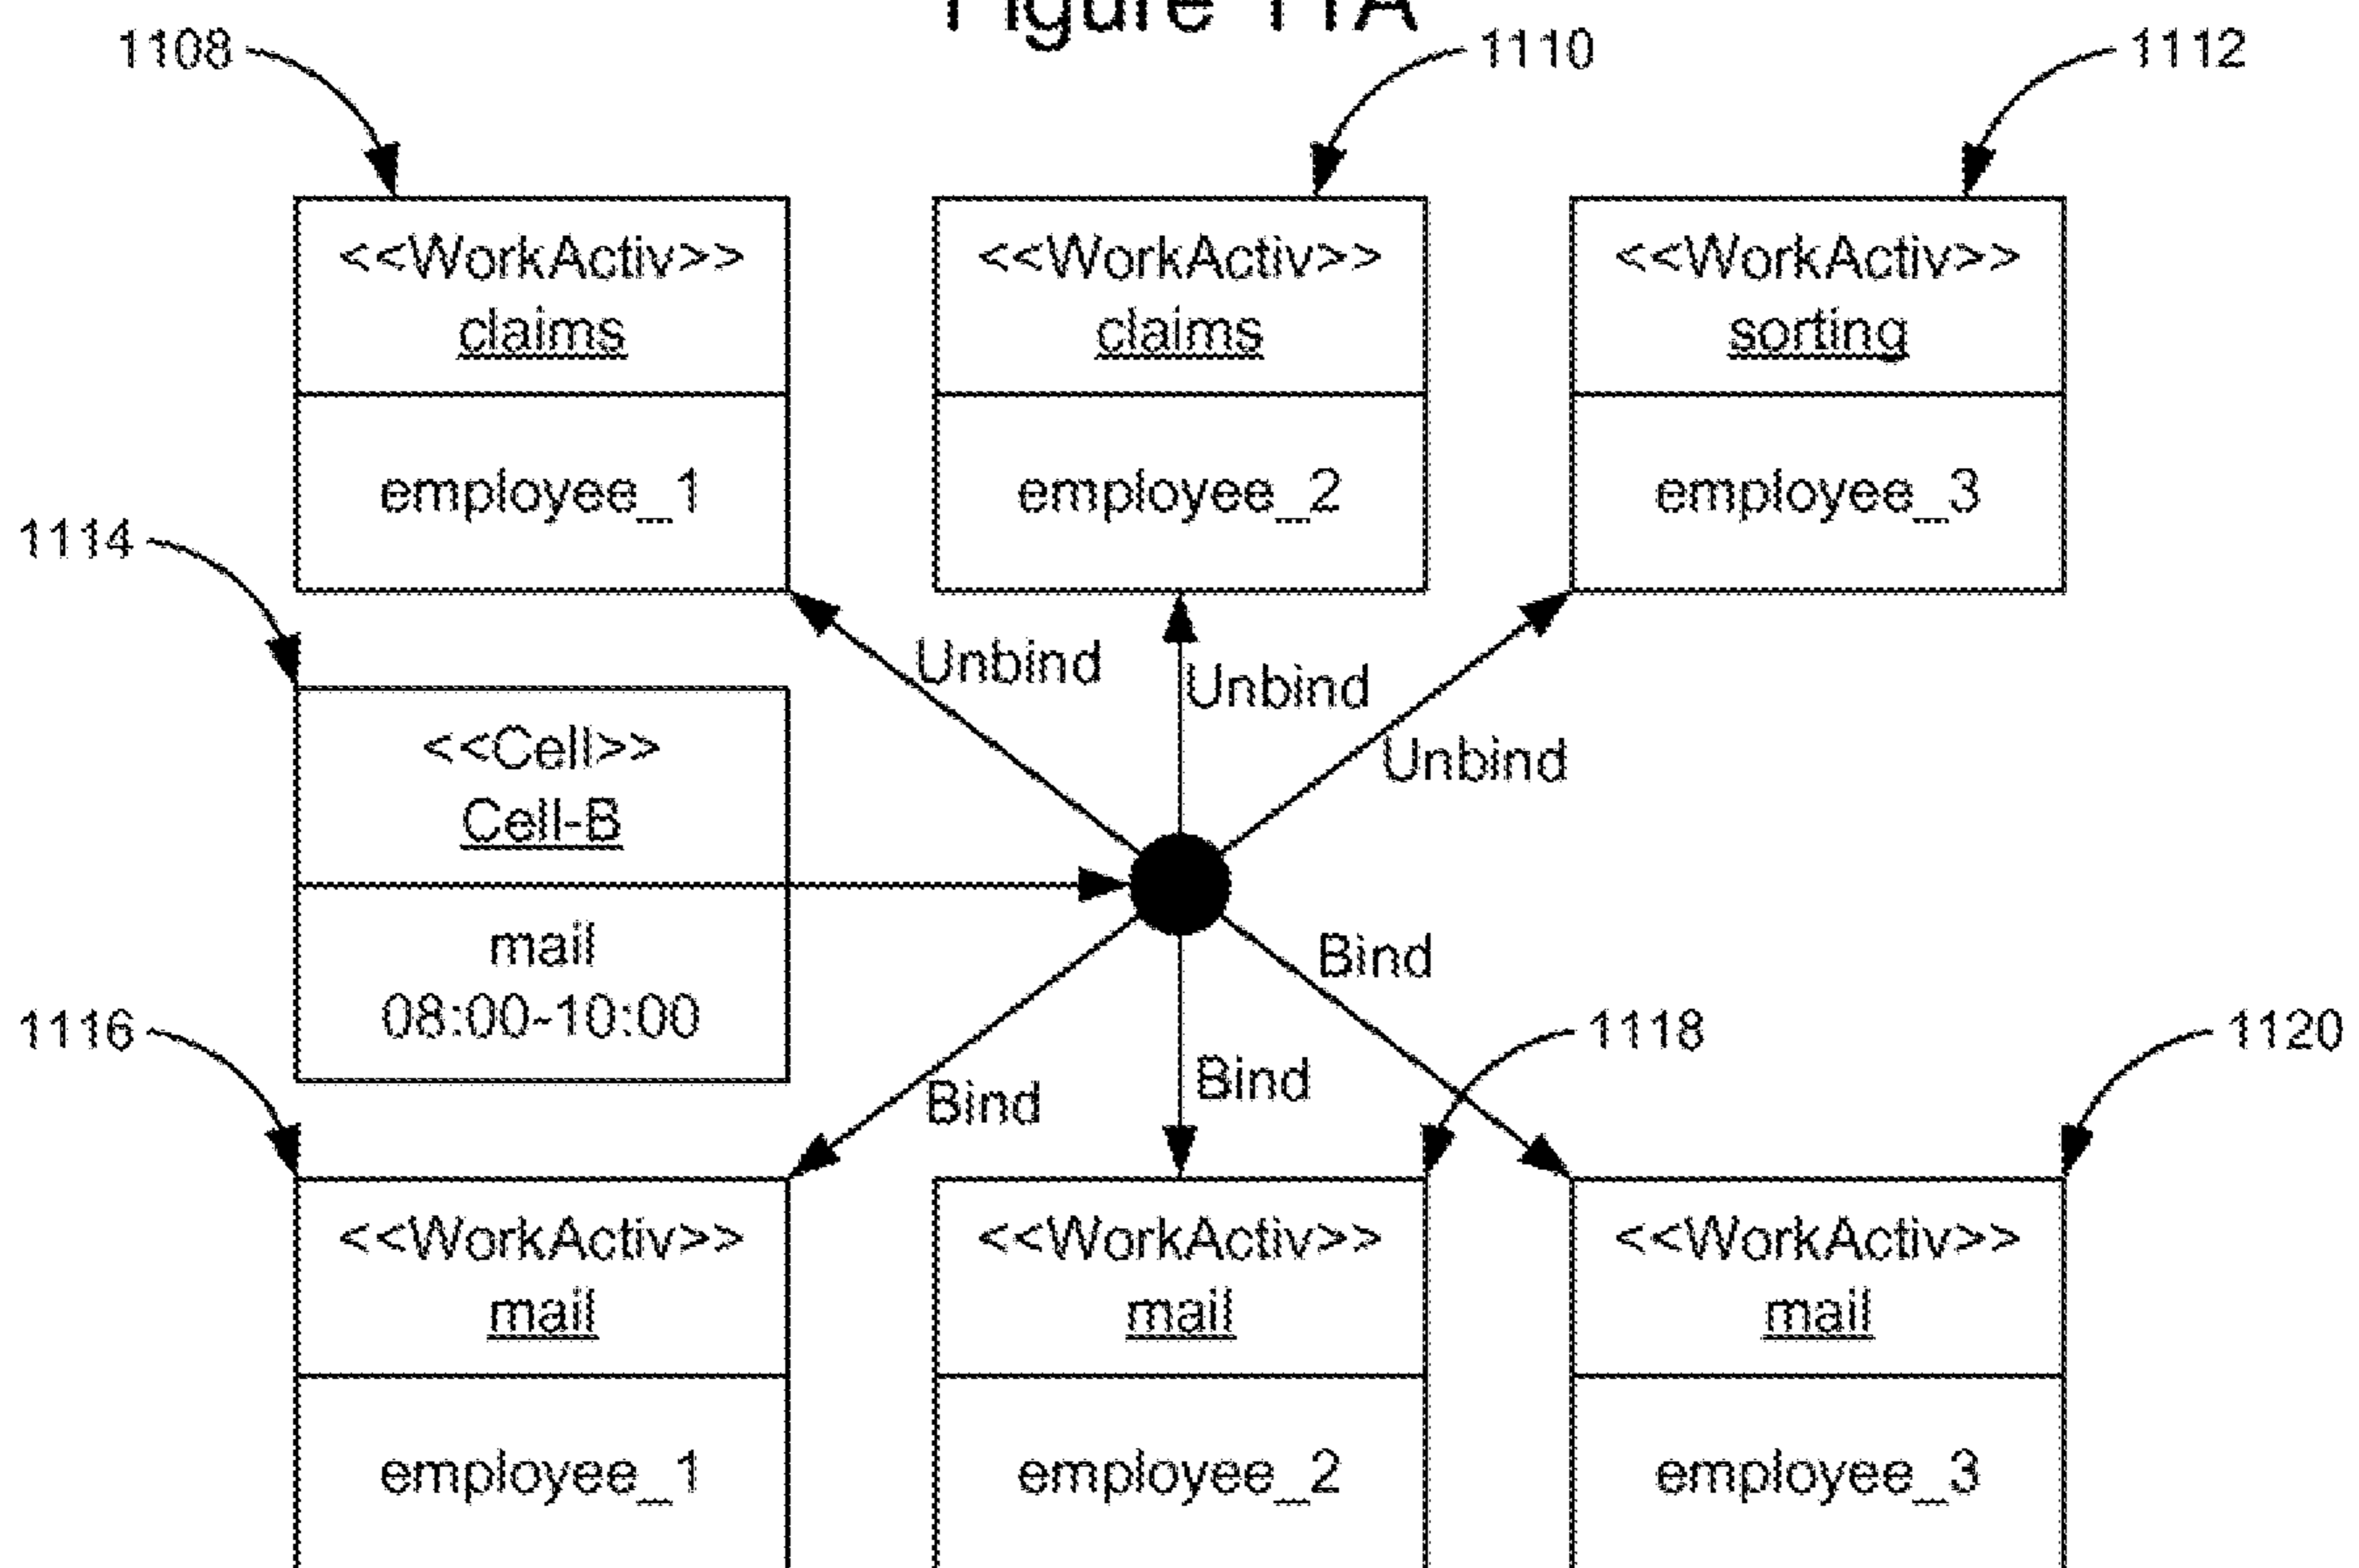 Figure 11A
1108
1110
1112
<<WorkActiv>>
claims
employee_1
<<WorkActiv>>
claims
employee_2
<<WorkActiv>>
sorting
employee_3
1114
Unbind
Unbind
Unbind
<<Cell>>
Cell-B
mail
08:00-10:00
Bind
Bind
Bind
1116
1118
1120
<<WorkActiv>>
mail
employee_1
<<WorkActiv>>
mail
employee_2
<<WorkActiv>>
mail
employee_3